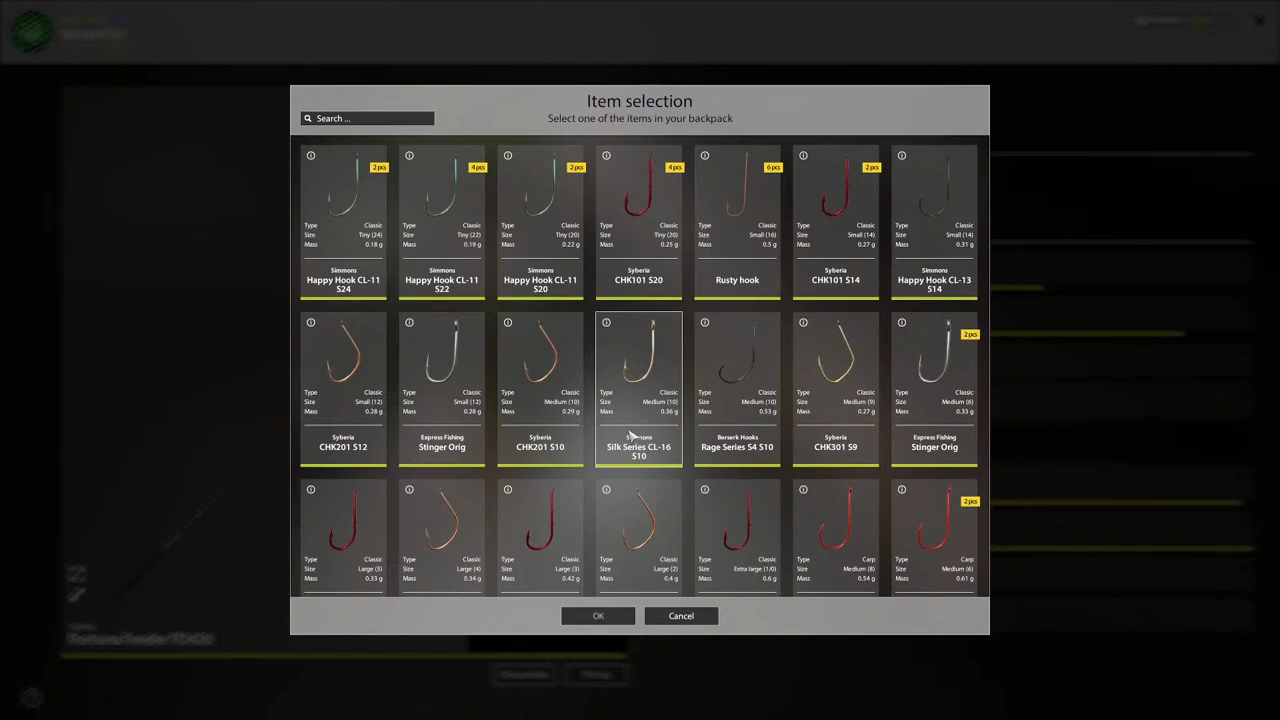 Item selection
Search ...
Select one of the items in your backpack
2 pcs 4 pcs 2 pcs 4 pcs 6 pcs 2 pcs
Type Classic Type Classic Type Classic Type Classic Type Classic Type Classic Type Classic
Size Tiny (24) Size Tiny (22) Size Tiny (20) Size Tiny (20) Size Small (16) Size Small (14) Size Small (14)
Mass 0.18 g Mass 0.19 g Mass 0.22 g Mass 0.25 g Mass 0.5 g Mass 0.27 g Mass 0.31 g
Simmons Simmons Simmons Syberia Syberia Simmons
Happy Hook CL-11 Happy Hook CL-11 Happy Hook CL-11 CHK101 S20 Rusty hook CHK101 S14 Happy Hook CL-13
S24 S22 S20 S14
2 pcs
Type Classic Type Classic Type Classic Type Classic Type Classic Type Classic Type Classic
Size Small (12) Size Small (12) Size Medium (10) Size Medium (10) Size Medium (10) Size Medium (9) Size Medium (6)
Mass 0.28 g Mass 0.28 g Mass 0.29 g Mass 0.36 g Mass 0.53 g Mass 0.27 g Mass 0.33 g
Syberia Express Fishing Syberia Simmons Berserk Hooks Syberia Express Fishing
CHK201 S12 Stinger Orig CHK201 S10 Silk Series CL-16 Rage Series S4 S10 CHK301 S9 Stinger Orig
S10
2 pcs
Type Classic Type Classic Type Classic Type Classic Type Classic Type Carp Type Carp
Size Large (5) Size Large (4) Size Large (3) Size Large (2) Size Extra large (1/0) Size Medium (8) Size Medium (6)
Mass 0.33 g Mass 0.34 g Mass 0.42 g Mass 0.4 g Mass 0.6 g Mass 0.54 g Mass 0.61 g
OK Cancel